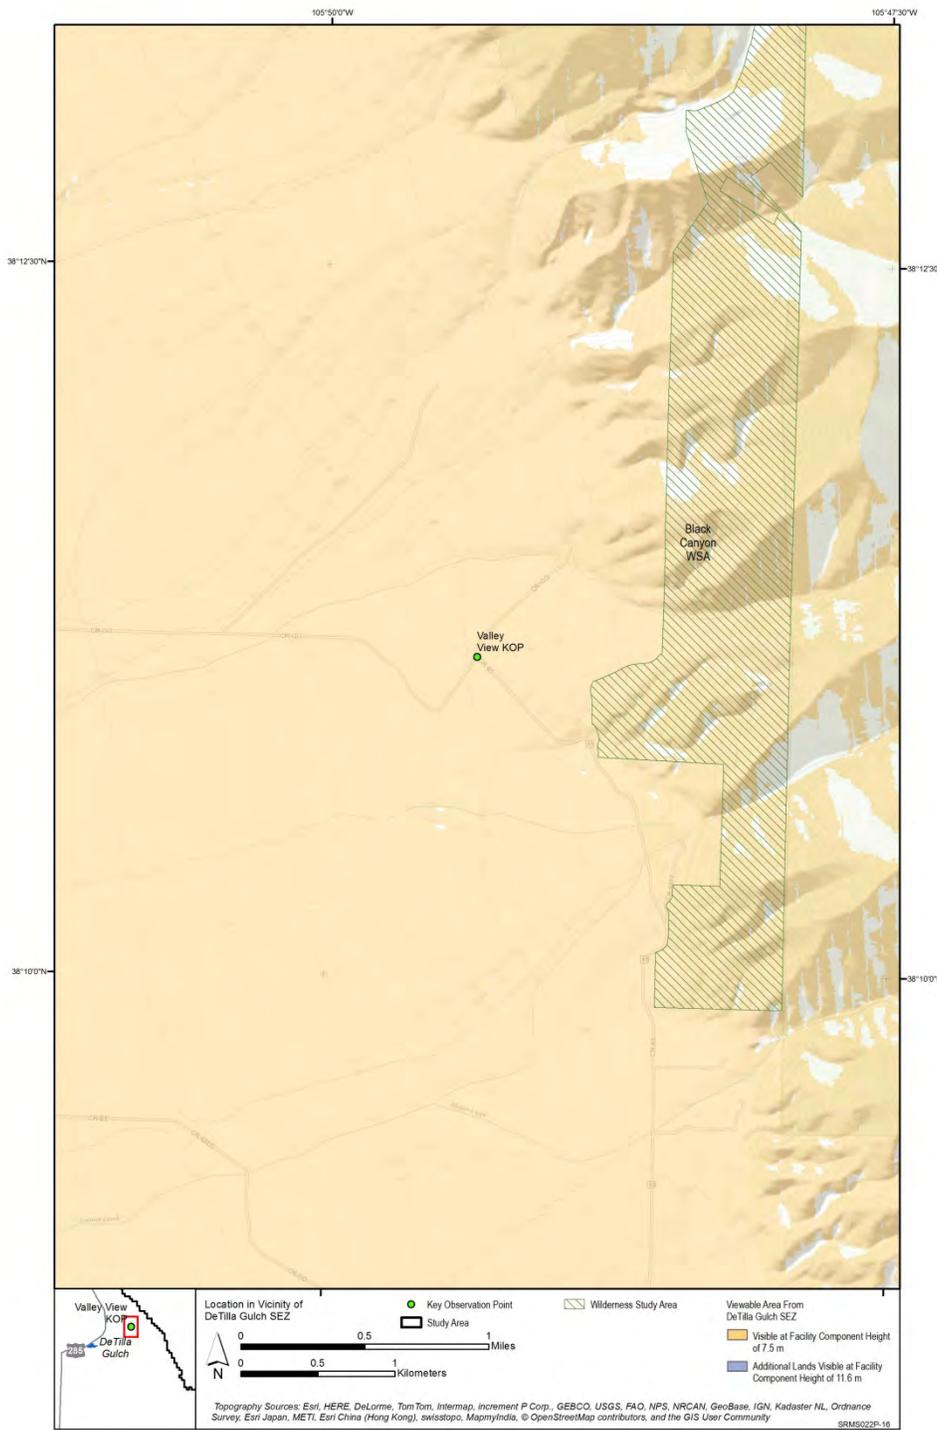 105°50'0"W
105°47'30"W
38°12'30"N
38°12'30"
Black
Canyon
WSA
CR-GG
Valley
View KOP
38°10'0"N
38°10'0"
Valley View
KOP
DeTilla
Gulch
285
Location in Vicinity of
DeTilla Gulch SEZ
N
0 0.5 1
Miles
0 0.5 1
Kilometers
Key Observation Point
Study Area
Wilderness Study Area
Viewable Area From
DeTilla Gulch SEZ
Visible at Facility Component Height
of 7.5 m
Additional Lands Visible at Facility
Component Height of 11.6 m
Topography Sources: Esri, HERE, DeLorme, TomTom, Intermap, increment P Corp., GEBCO, USGS, FAO, NPS, NRCAN, GeoBase, IGN, Kadaster NL, Ordnance
Survey, Esri Japan, METI, Esri China (Hong Kong), swisstopo, MapmyIndia, © OpenStreetMap contributors, and the GIS User Community
SRMS022P-16